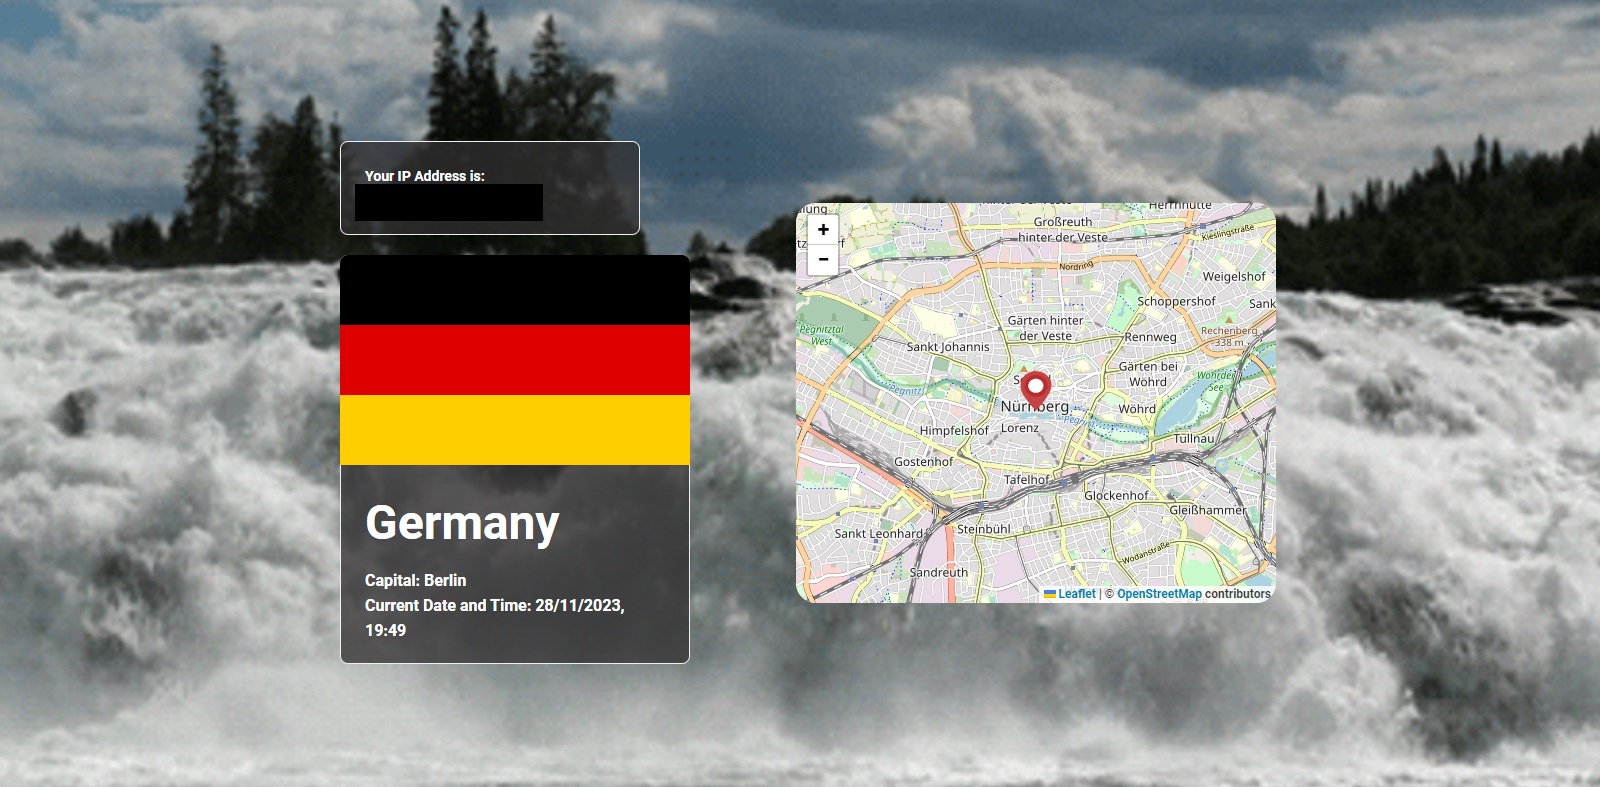 Your IP Address is:
Germany
Capital: Berlin
Current Date and Time: 28/11/2023,
19:49
+
−
Herrnhütte
Großreuth
hinter der Veste
Kieslingstraße
Nordring
Weigelshof
Schoppershof
Sank
Gärten hinter
der Veste
Pegnitztal
West
Rechenberg
338 m
Rennweg
Sankt Johannis
Gärten bei
Wöhrd
Wöhrder
See
Pegnitz
Nürnberg
Wöhrd
Pegnitz
Lorenz
Himpfelshof
Tullnau
Gostenhof
Tafelhof
Glockenhof
Gleißhammer
Steinbühl
Sankt Leonhard
Wodanstraße
Sandreuth
Leaflet | © OpenStreetMap contributors